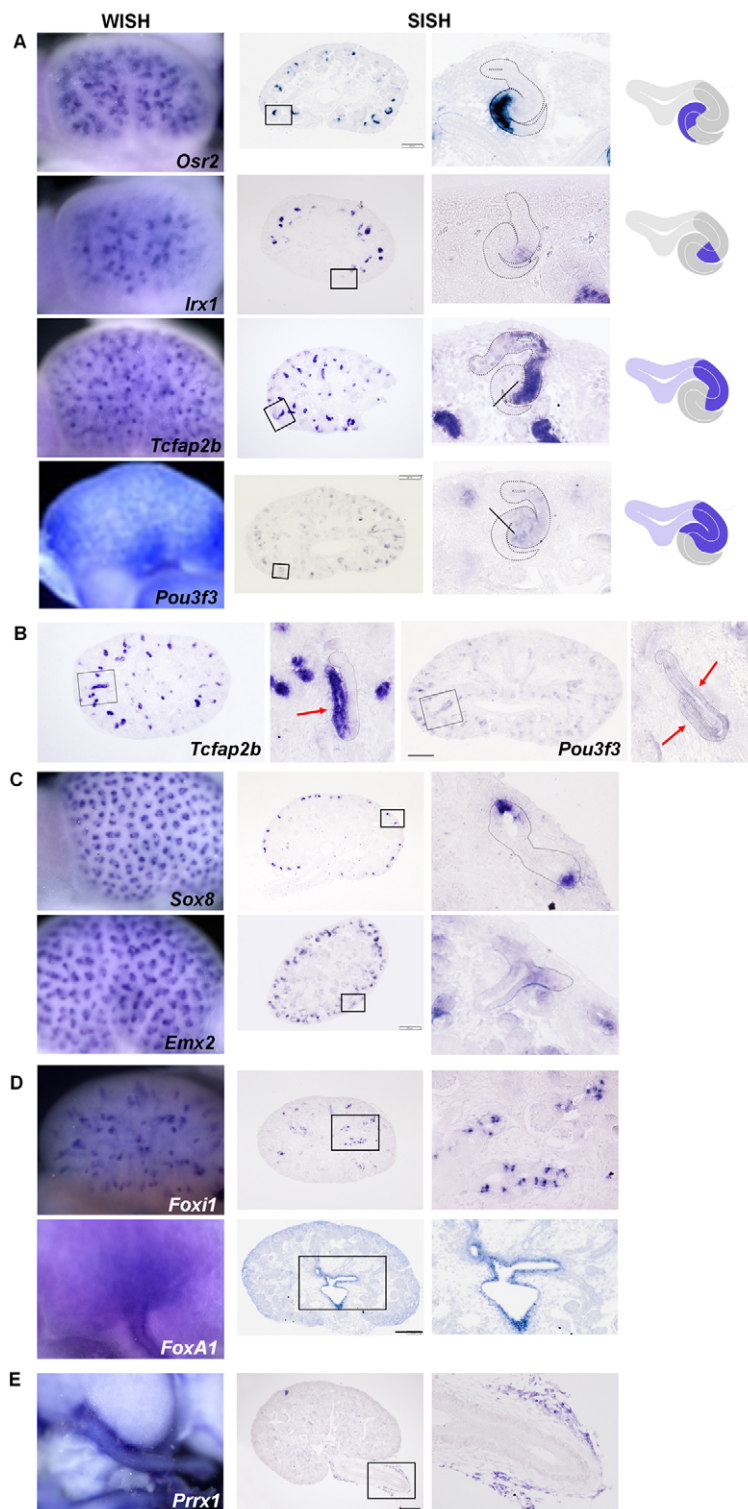 WISH SISH
A
Osr2
Irx1
Tcfap2b
Pou3f3
B
Tcfap2b Pou3f3
C
Sox8
Emx2
D
Foxi1
FoxA1
E
Prrx1